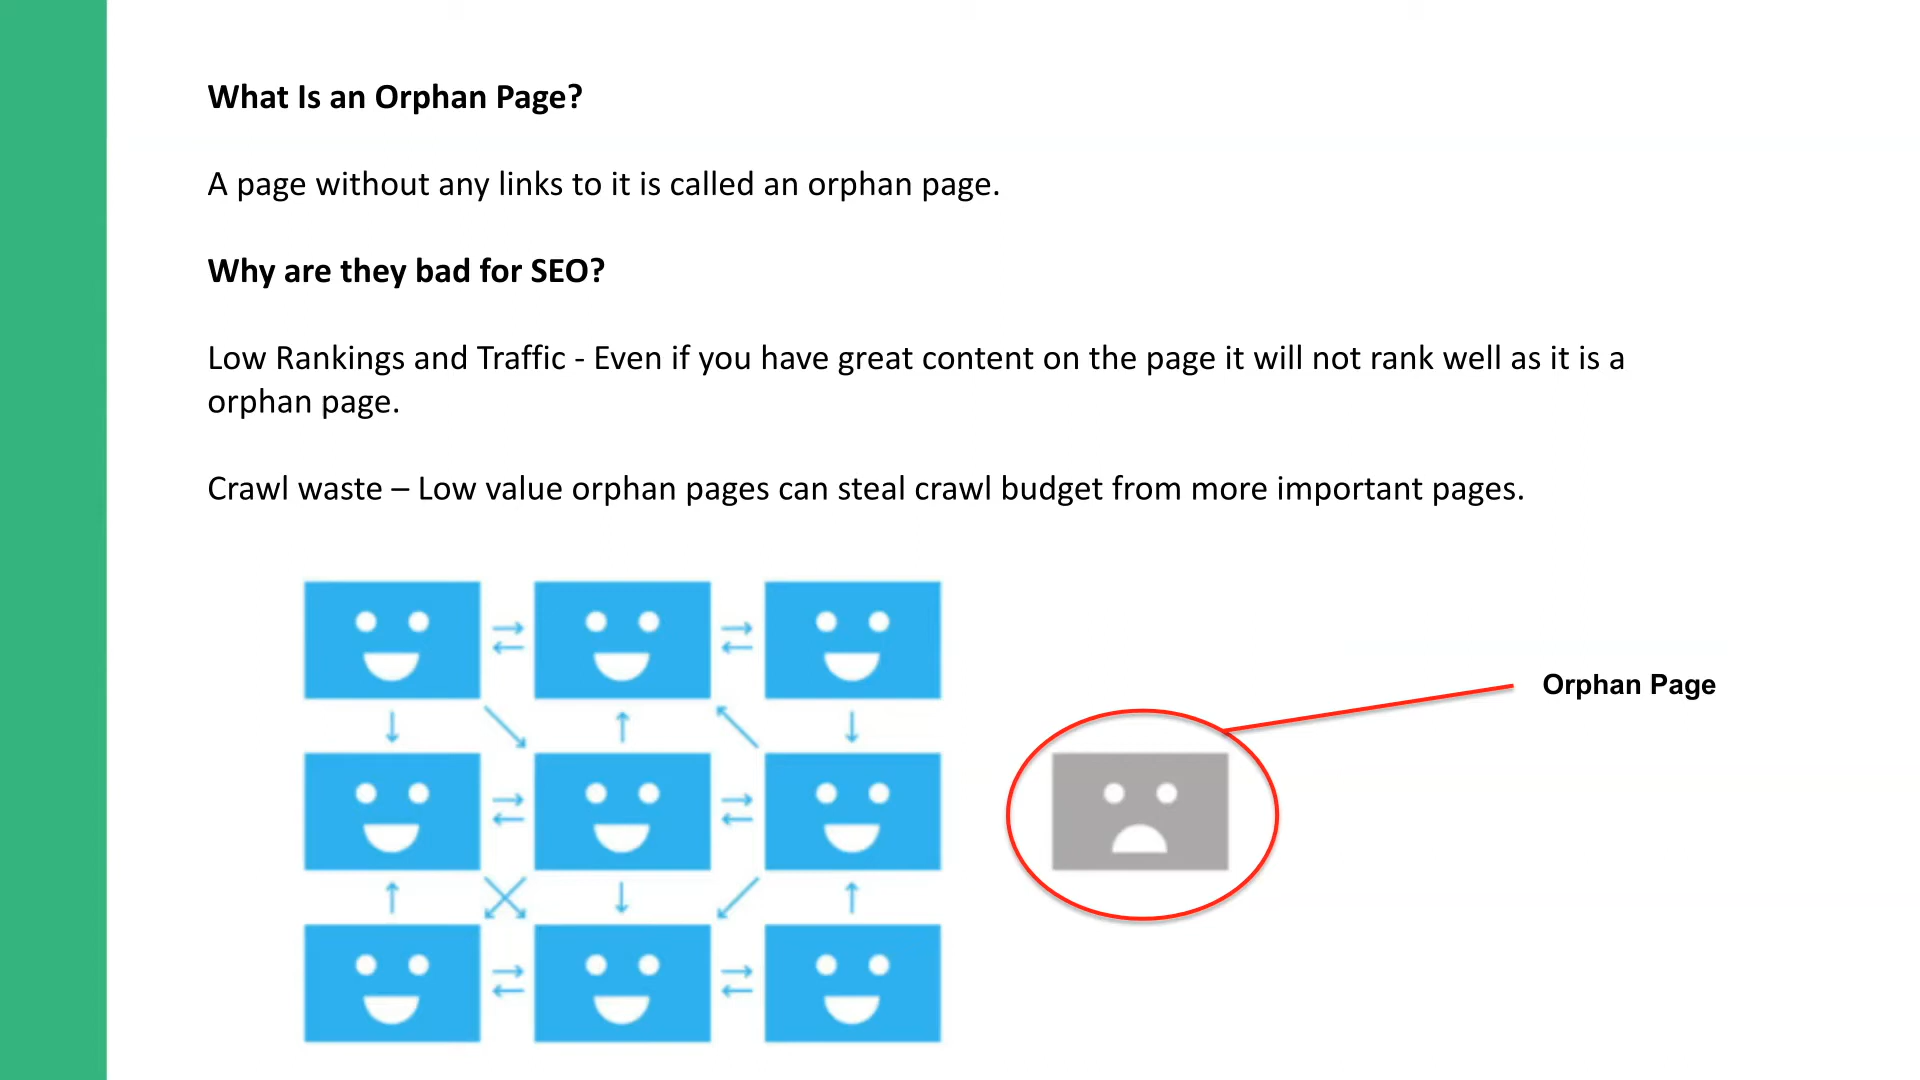 What Is an Orphan Page?
A page without any links to it is called an orphan page.
Why are they bad for SEO?
Low Rankings and Traffic - Even if you have great content on the page it will not rank well as it is a
orphan page.
Crawl waste – Low value orphan pages can steal crawl budget from more important pages.
Orphan Page